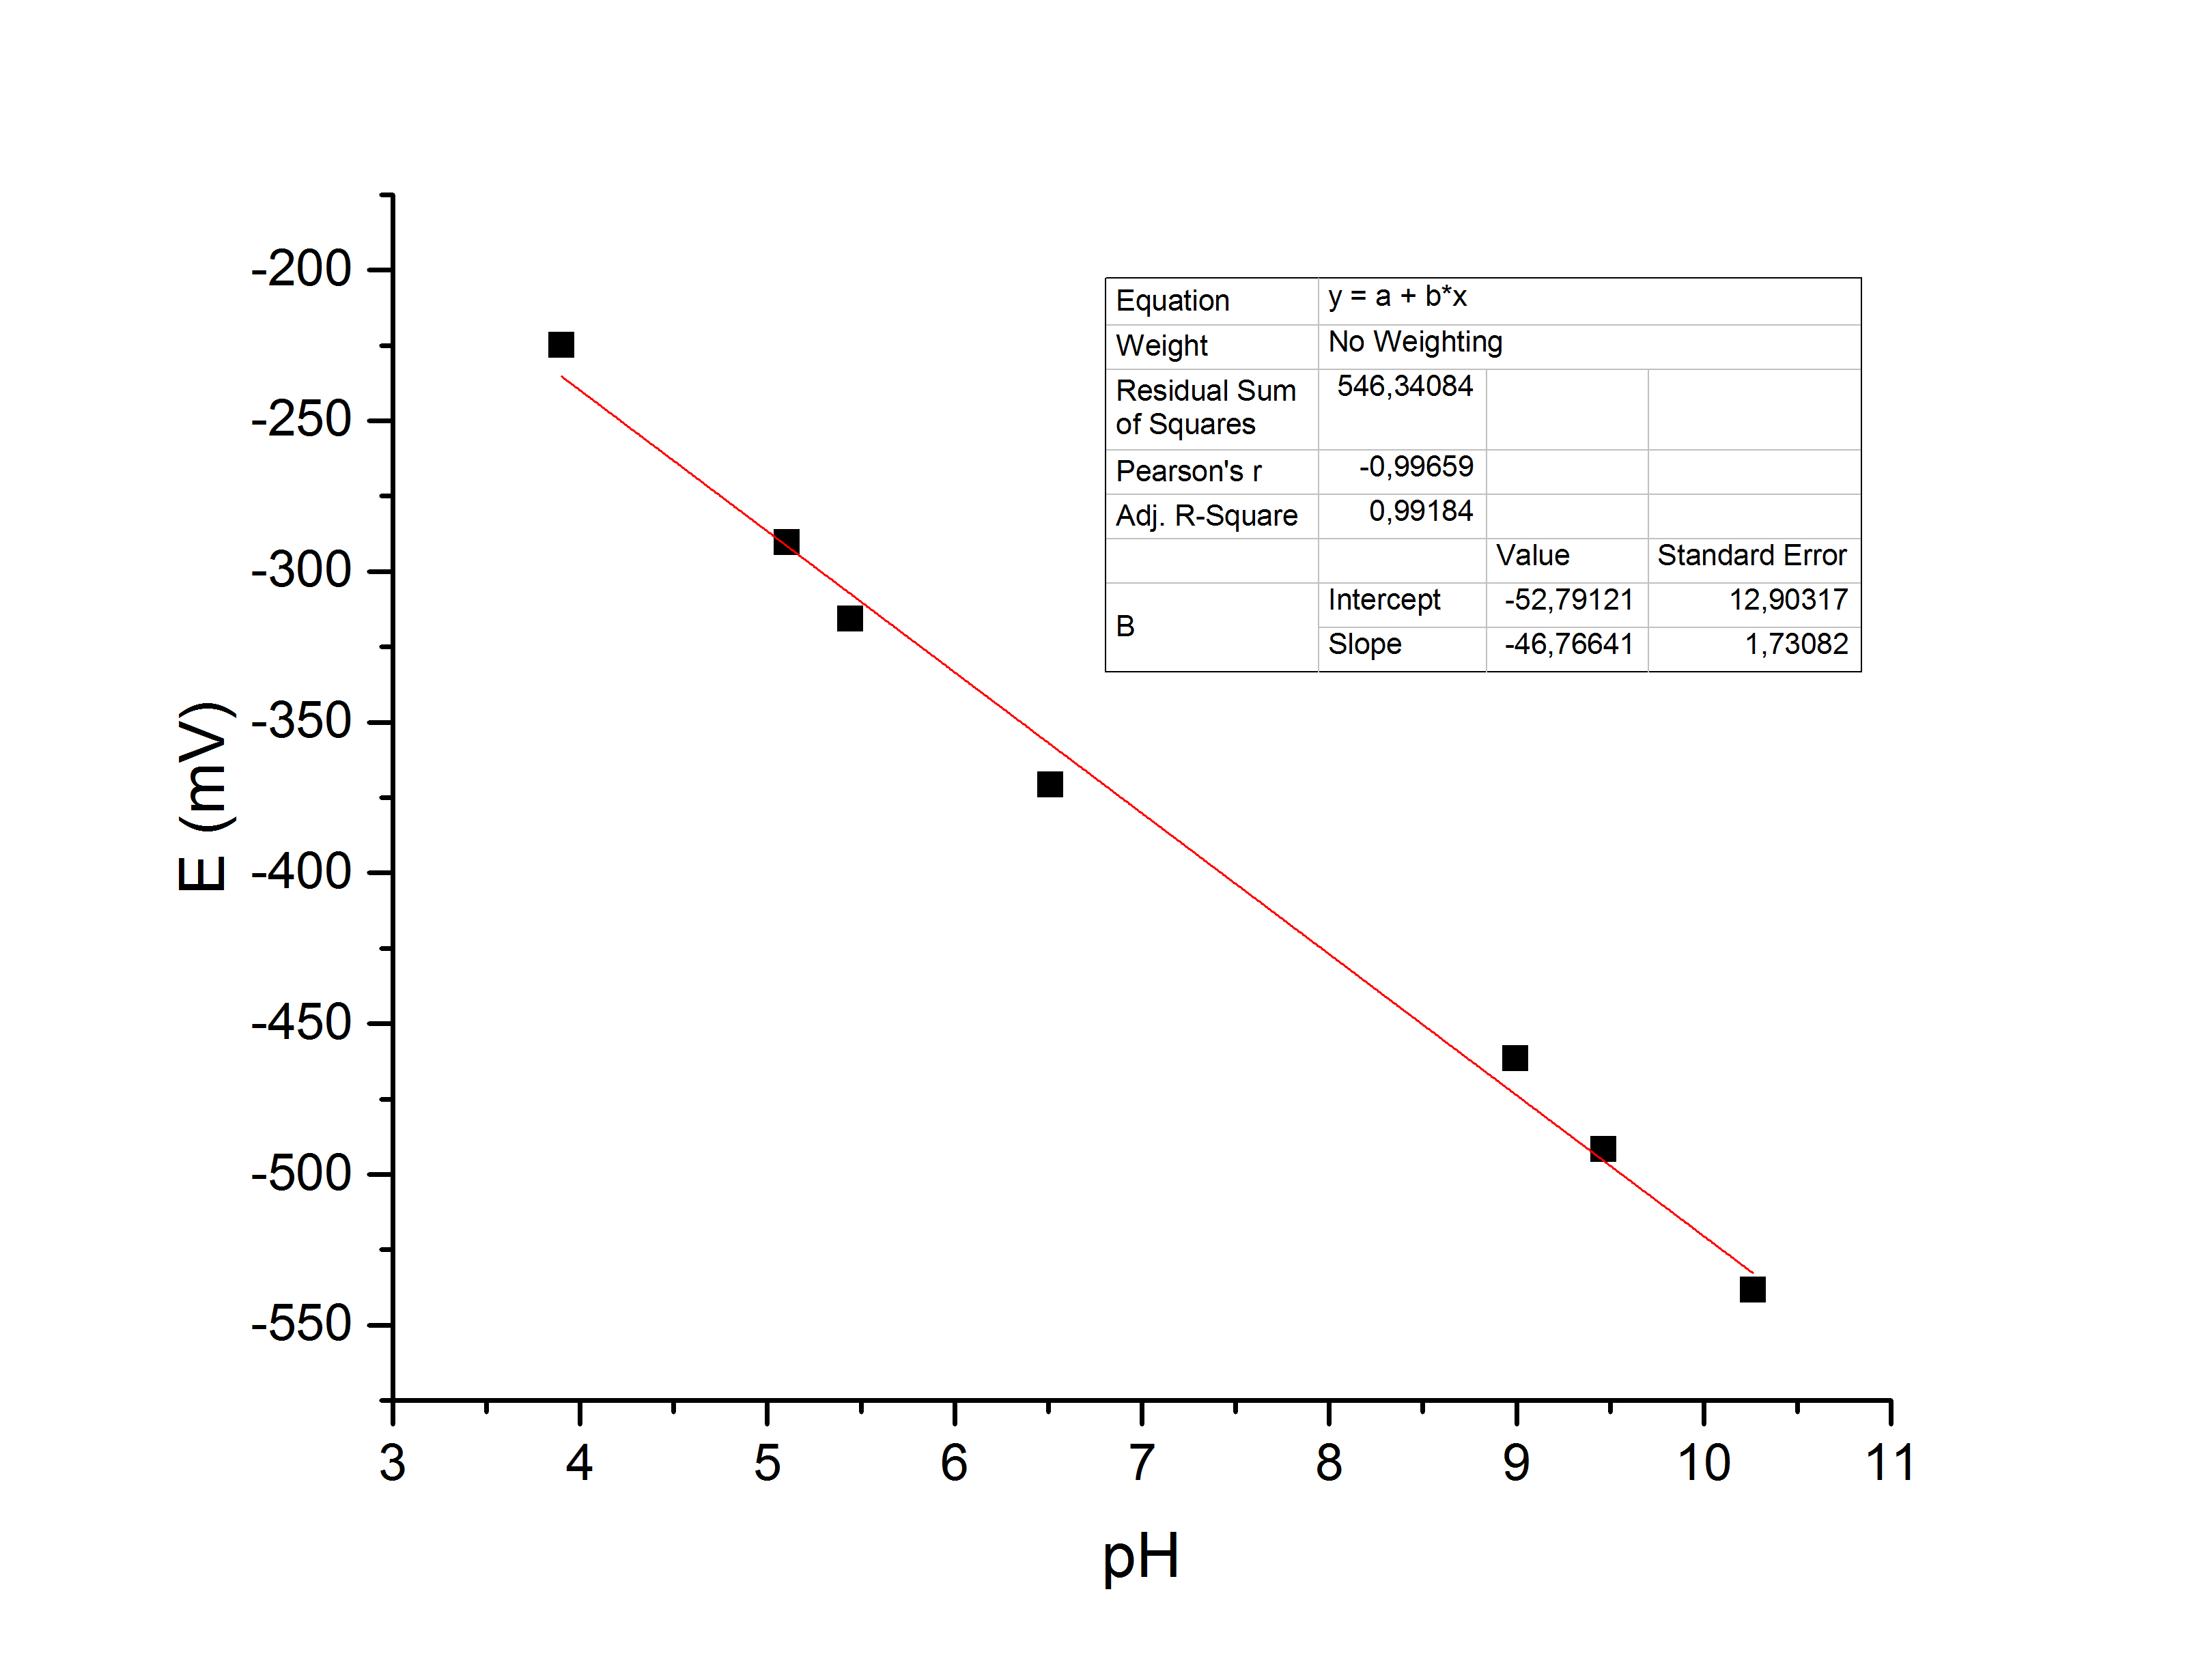 -200
-250
-300
-350
-400
-450
-500
-550
E (mV)
3 4 5 6 7 8 9 10 11
pH
Equation y = a + b*x
Weight No Weighting
Residual Sum of Squares 546,34084
Pearson's r -0,99659
Adj. R-Square 0,99184
Value Standard Error
B Intercept -52,79121 12,90317
Slope -46,76641 1,73082